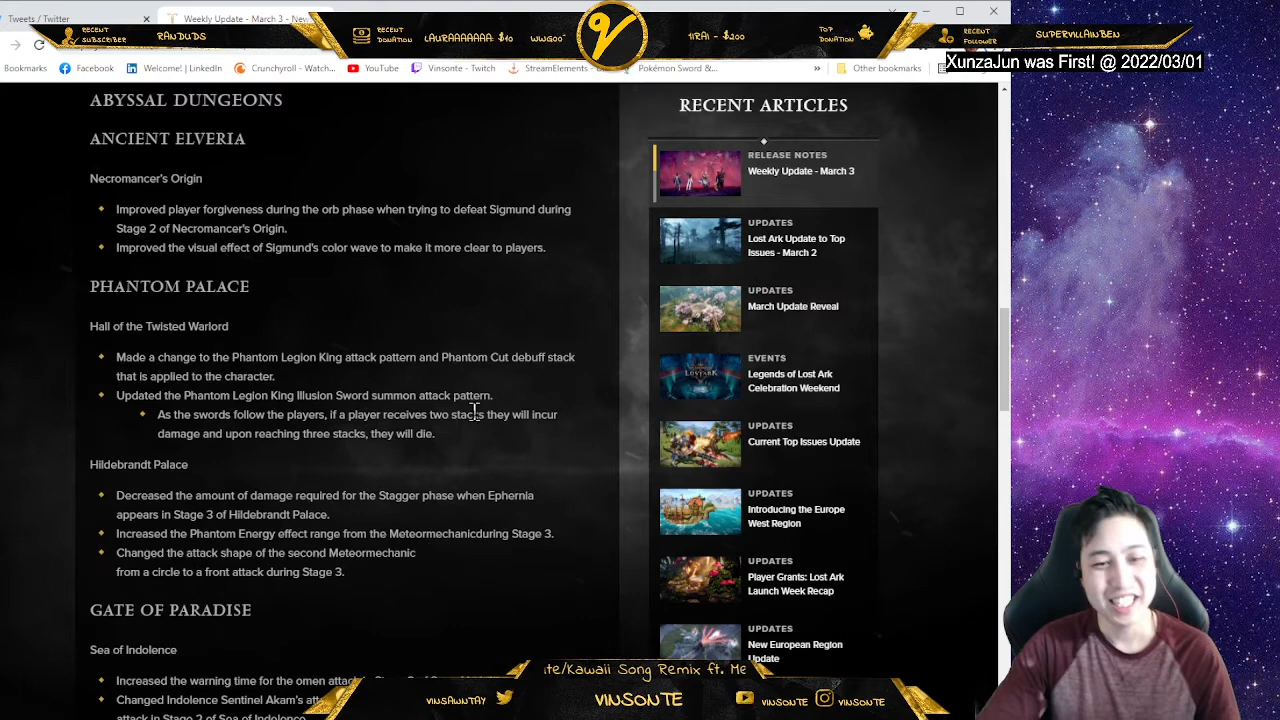 Tweets / Twitter
Weekly Update - March 3 - Nev
RECENT SUBSCRIBER
RANDUDS
RECENT DONATION
LAURAAAAAAA: $40
WWGOO
V
TIRAI - $200
TOP DONATION
RECENT FOLLOWER
SUPERVILLAINBEN
XunzaJun was First! @ 2022/03/01
Bookmarks
Facebook
Welcome! | LinkedIn
Crunchyroll - Watch...
YouTube
Vinsonte - Twitch
StreamElements -
Pokémon Sword &...
»
Other bookmarks
ABYSSAL DUNGEONS
ANCIENT ELVERIA
Necromancer's Origin
Improved player forgiveness during the orb phase when trying to defeat Sigmund during
Stage 2 of Necromancer's Origin.
Improved the visual effect of Sigmund's color wave to make it more clear to players.
PHANTOM PALACE
Hall of the Twisted Warlord
Made a change to the Phantom Legion King attack pattern and Phantom Cut debuff stack
that is applied to the character.
Updated the Phantom Legion King Illusion Sword summon attack pattern.
As the swords follow the players, if a player receives two stacks they will incur
damage and upon reaching three stacks, they will die.
Hildebrandt Palace
Decreased the amount of damage required for the Stagger phase when Ephernia
appears in Stage 3 of Hildebrandt Palace.
Increased the Phantom Energy effect range from the Meteormechanicduring Stage 3.
Changed the attack shape of the second Meteormechanic
from a circle to a front attack during Stage 3.
GATE OF PARADISE
Sea of Indolence
Increased the warning time for the omen attac
Changed Indolence Sentinel Akam's att
attack in Stage 2 of Sea of Indolence
RECENT ARTICLES
RELEASE NOTES
Weekly Update - March 3
UPDATES
Lost Ark Update to Top
Issues - March 2
UPDATES
March Update Reveal
EVENTS
Legends of Lost Ark
Celebration Weekend
LOST ARK
UPDATES
Current Top Issues Update
UPDATES
Introducing the Europe
West Region
UPDATES
Player Grants: Lost Ark
Launch Week Recap
UPDATES
New European Region
Update
ite/Kawaii Song Remix ft. Me
VINSAWNTAY
VINSONTE
VINSONTE
VINSONTE